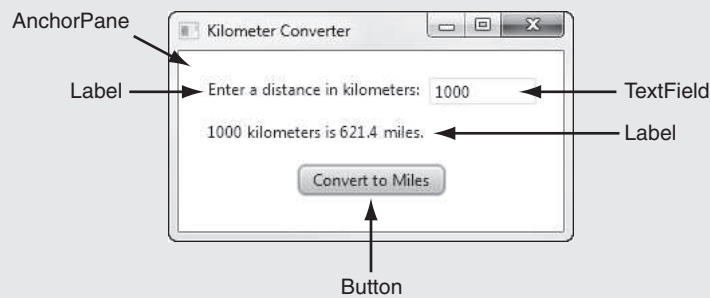 AnchorPane
Kilometer Converter
Label
Enter a distance in kilometers:
1000
TextField
1000 kilometers is 621.4 miles.
Label
Convert to Miles
Button